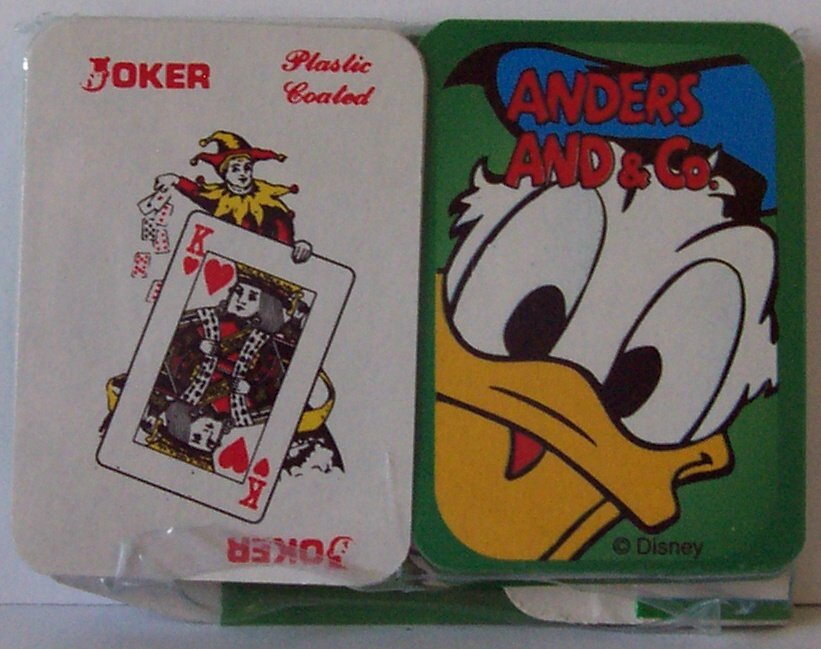 JOKER
Plastic
Coated
K
K
JOKER
ANDERS
AND & Co.
© Disney